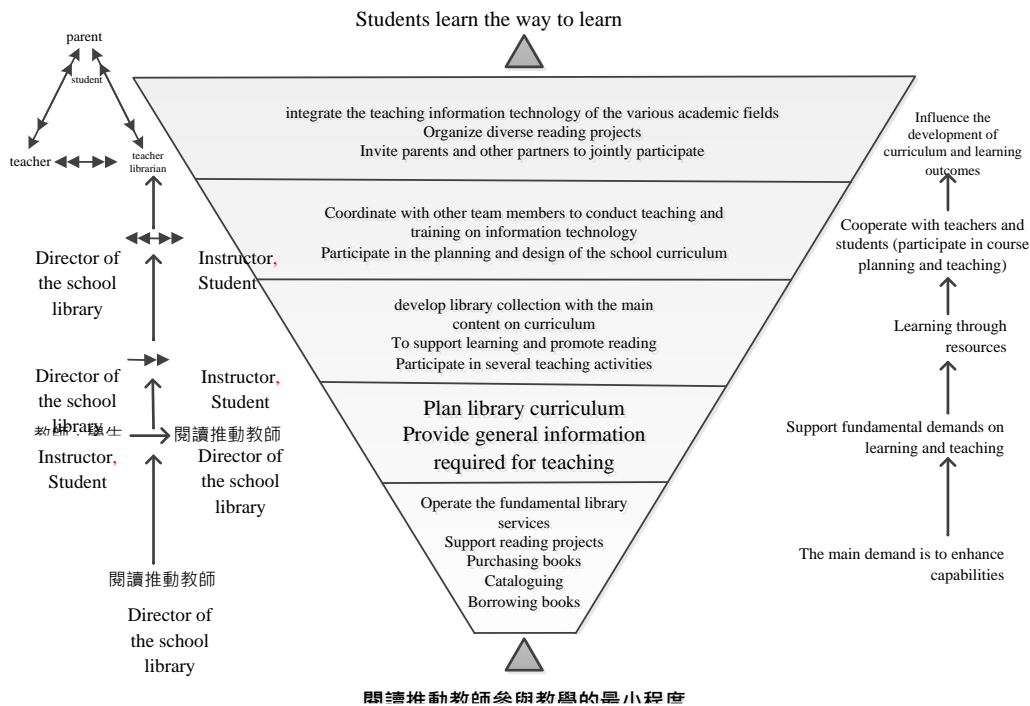 Students learn the way to learn
parent
student
teacher
teacher
librarian
Director of
the school
library
Instructor,
Student
Director of
the school
library
Instructor,
Student
教師．學生
閱讀推動教師
Instructor,
Student
Director of
the school
library
閱讀推動教師
Director of
the school
library
integrate the teaching information technology of the various academic fields
Organize diverse reading projects
Invite parents and other partners to jointly participate
Coordinate with other team members to conduct teaching and
training on information technology
Participate in the planning and design of the school curriculum
develop library collection with the main
content on curriculum
To support learning and promote reading
Participate in several teaching activities
Plan library curriculum
Provide general information
required for teaching
Operate the fundamental library
services
Support reading projects
Purchasing books
Cataloguing
Borrowing books
Influence the
development of
curriculum and learning
outcomes
Cooperate with teachers and
students (participate in course
planning and teaching)
Learning through
resources
Support fundamental demands on
learning and teaching
The main demand is to enhance
capabilities
閱讀推動教師參與教學的最小程度